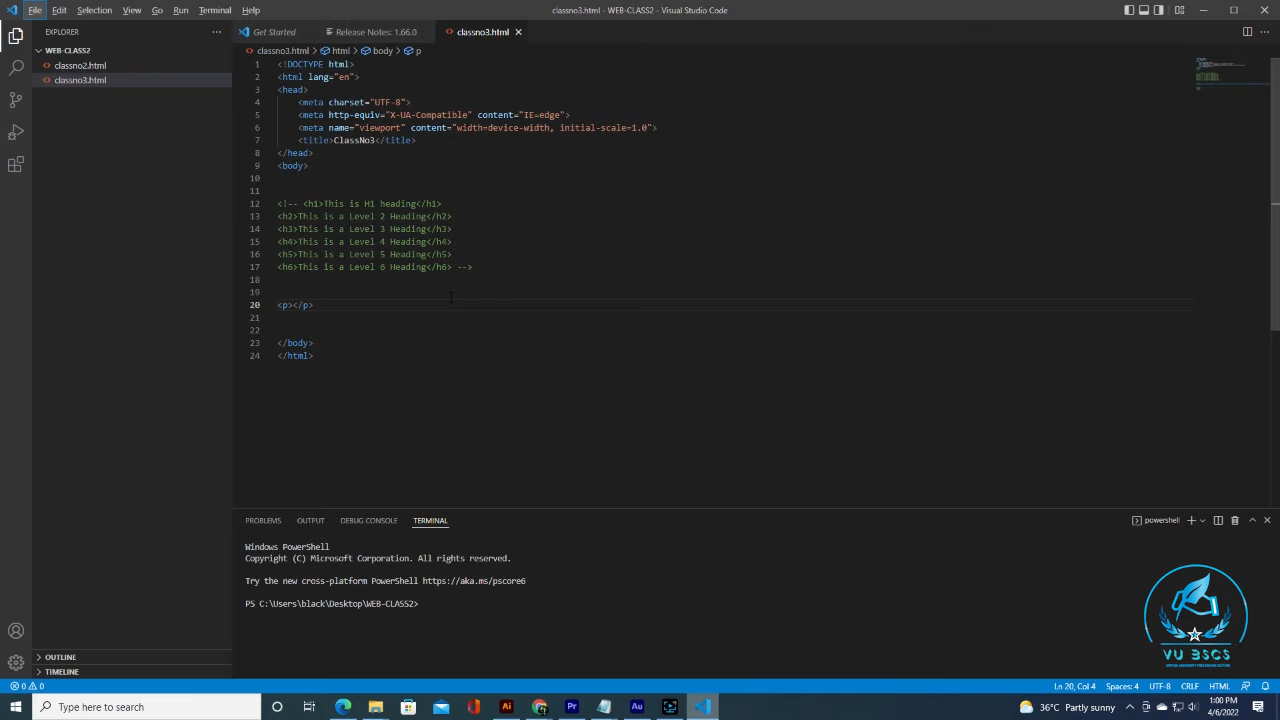 File Edit Selection View Go Run Terminal Help
classno3.html - WEB-CLASS2 - Visual Studio Code
EXPLORER
WEB-CLASS2
classno2.html
classno3.html
OUTLINE
TIMELINE
Get Started
Release Notes: 1.66.0
classno3.html
classno3.html > html > body > p
1 <!DOCTYPE html>
2 <html lang="en">
3 <head>
4 <meta charset="UTF-8">
5 <meta http-equiv="X-UA-Compatible" content="IE=edge">
6 <meta name="viewport" content="width=device-width, initial-scale=1.0">
7 <title>ClassNo3</title>
8 </head>
9 <body>
10
11
12 <!-- <h1>This is H1 heading</h1>
13 <h2>This is a Level 2 Heading</h2>
14 <h3>This is a Level 3 Heading</h3>
15 <h4>This is a Level 4 Heading</h4>
16 <h5>This is a Level 5 Heading</h5>
17 <h6>This is a Level 6 Heading</h6> -->
18
19
20 <p></p>
21
22
23 </body>
24 </html>
PROBLEMS OUTPUT DEBUG CONSOLE TERMINAL
powershell
Windows PowerShell
Copyright (C) Microsoft Corporation. All rights reserved.
Try the new cross-platform PowerShell https://aka.ms/pscore6
PS C:\Users\black\Desktop\WEB-CLASS2>
VU BSCS
0 0
Ln 20, Col 4 Spaces: 4 UTF-8 CRLF HTML
Type here to search
Ai
Pr
Au
36°C Partly sunny
1:00 PM
4/6/2022